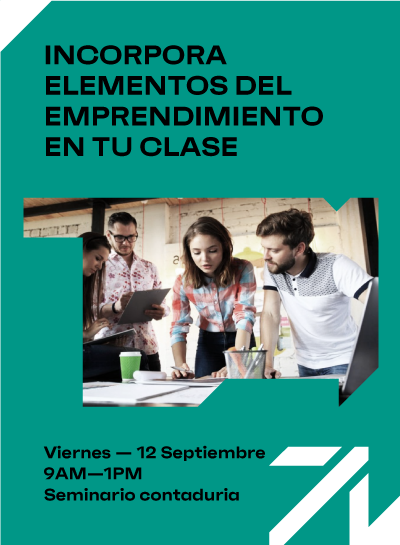 INCORPORA
ELEMENTOS DEL
EMPRENDIMIENTO
EN TU CLASE
Viernes — 12 Septiembre
9AM—1PM
Seminario contaduria